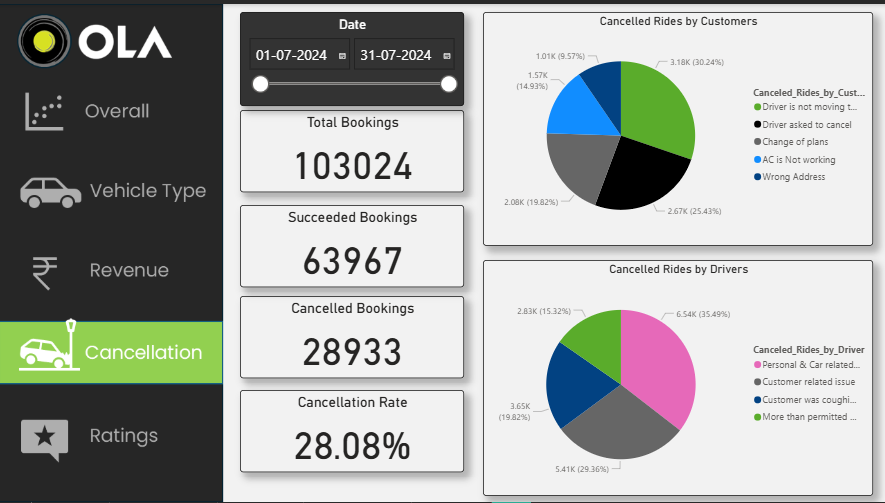 OLA
Overall
Vehicle Type
Revenue
Cancellation
Ratings
Date
01-07-2024
31-07-2024
Total Bookings
103024
Succeeded Bookings
63967
Cancelled Bookings
28933
Cancellation Rate
28.08%
Cancelled Rides by Customers
1.01K (9.57%)
3.18K (30.24%)
1.57K
(14.93%)
2.08K (19.82%)
2.67K (25.43%)
Canceled_Rides_by_Cust...
Driver is not moving t...
Driver asked to cancel
Change of plans
AC is Not working
Wrong Address
Cancelled Rides by Drivers
2.83K (15.32%)
6.54K (35.49%)
3.65K
(19.82%)
5.41K (29.36%)
Canceled_Rides_by_Driver
Personal & Car related...
Customer related issue
Customer was coughi...
More than permitted ...